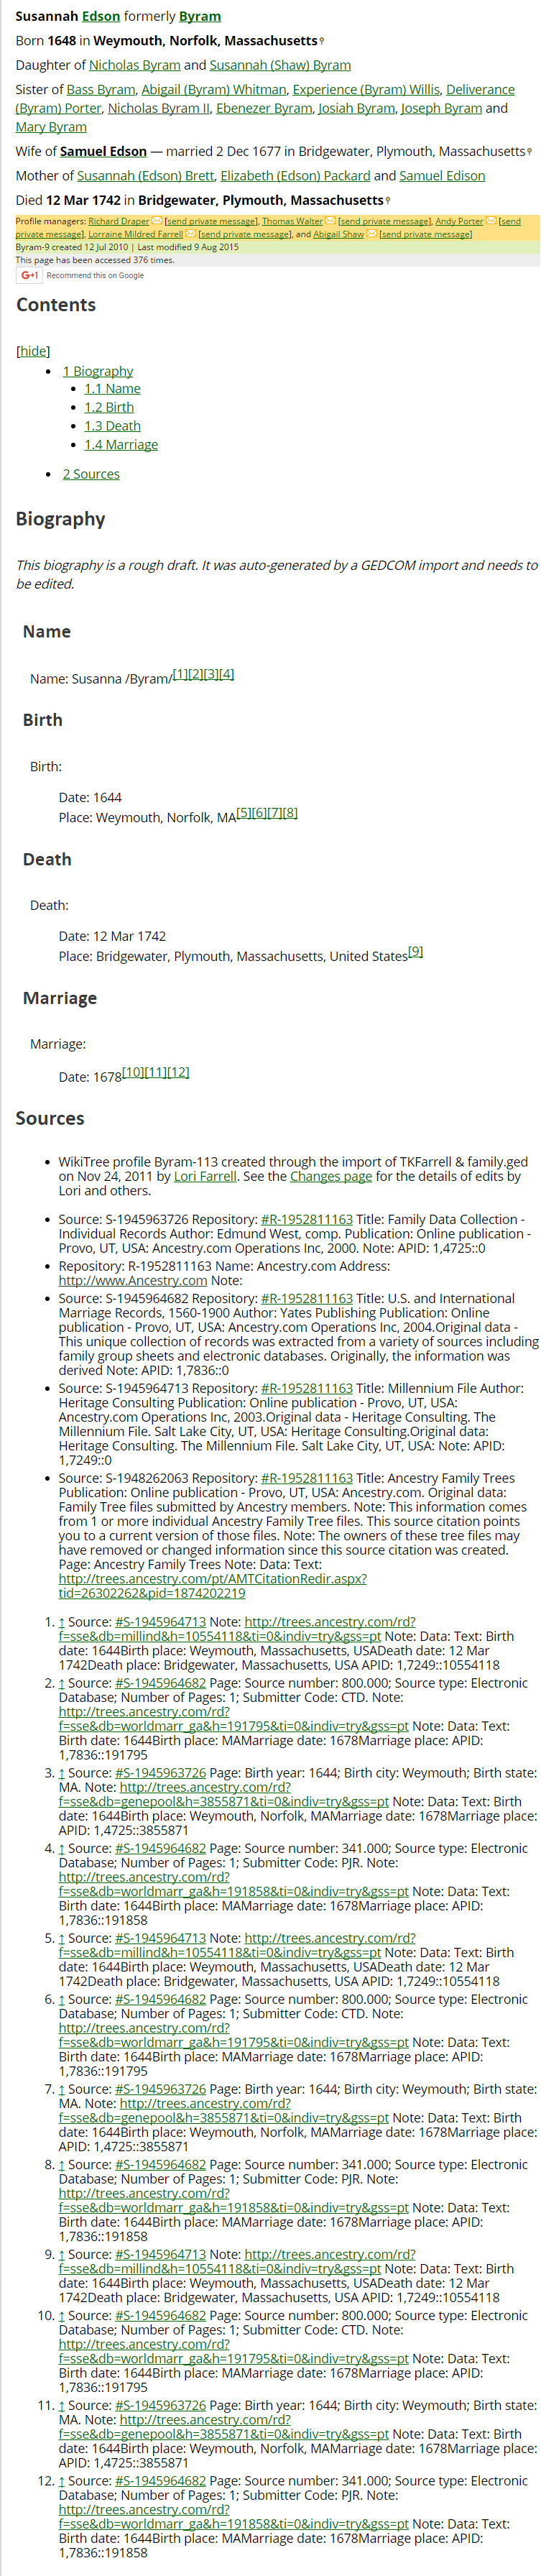 Susannah Edson formerly Byram
Born 1648 in Weymouth, Norfolk, Massachusetts
Daughter of Nicholas Byram and Susannah (Shaw) Byram
Sister of Bass Byram, Abigail (Byram) Whitman, Experience (Byram) Willis, Deliverance
(Byram) Porter, Nicholas Byram II, Ebenezer Byram, Josiah Byram, Joseph Byram and
Mary Byram
Wife of Samuel Edson — married 2 Dec 1677 in Bridgewater, Plymouth, Massachusetts
Mother of Susannah (Edson) Brett, Elizabeth (Edson) Packard and Samuel Edison
Died 12 Mar 1742 in Bridgewater, Plymouth, Massachusetts
Profile managers: Richard Draper [send private message], Thomas Walter [send private message], Andy Porter [send
private message], Lorraine Mildred Farrell [send private message], and Abigail Shaw [send private message]
Byram-9 created 12 Jul 2010 | Last modified 9 Aug 2015
This page has been accessed 376 times.
G+1 Recommend this on Google
Contents
[hide]
• 1 Biography
• 1.1 Name
• 1.2 Birth
• 1.3 Death
• 1.4 Marriage
• 2 Sources
Biography
This biography is a rough draft. It was auto-generated by a GEDCOM import and needs to
be edited.
Name
Name: Susanna /Byram/[1][2][3][4]
Birth
Birth:
Date: 1644
Place: Weymouth, Norfolk, MA[5][6][7][8]
Death
Death:
Date: 12 Mar 1742
Place: Bridgewater, Plymouth, Massachusetts, United States[9]
Marriage
Marriage:
Date: 1678[10][11][12]
Sources
• WikiTree profile Byram-113 created through the import of TKFarrell & family.ged
on Nov 24, 2011 by Lori Farrell. See the Changes page for the details of edits by
Lori and others.
• Source: S-1945963726 Repository: #R-1952811163 Title: Family Data Collection -
Individual Records Author: Edmund West, comp. Publication: Online publication -
Provo, UT, USA: Ancestry.com Operations Inc, 2000. Note: APID: 1,4725::0
• Repository: R-1952811163 Name: Ancestry.com Address:
http://www.Ancestry.com Note:
• Source: S-1945964682 Repository: #R-1952811163 Title: U.S. and International
Marriage Records, 1560-1900 Author: Yates Publishing Publication: Online
publication - Provo, UT, USA: Ancestry.com Operations Inc, 2004.Original data -
This unique collection of records was extracted from a variety of sources including
family group sheets and electronic databases. Originally, the information was
derived Note: APID: 1,7836::0
• Source: S-1945964713 Repository: #R-1952811163 Title: Millennium File Author:
Heritage Consulting Publication: Online publication - Provo, UT, USA:
Ancestry.com Operations Inc, 2003.Original data - Heritage Consulting. The
Millennium File. Salt Lake City, UT, USA: Heritage Consulting.Original data:
Heritage Consulting. The Millennium File. Salt Lake City, UT, USA: Note: APID:
1,7249::0
• Source: S-1948262063 Repository: #R-1952811163 Title: Ancestry Family Trees
Publication: Online publication - Provo, UT, USA: Ancestry.com. Original data:
Family Tree files submitted by Ancestry members. Note: This information comes
from 1 or more individual Ancestry Family Tree files. This source citation points
you to a current version of those files. Note: The owners of these tree files may
have removed or changed information since this source citation was created.
Page: Ancestry Family Trees Note: Data: Text:
http://trees.ancestry.com/pt/AMTCitationRedir.aspx?
tid=26302262&pid=1874202219
1. ↑ Source: #S-1945964713 Note: http://trees.ancestry.com/rd?
f=sse&db=millind&h=10554118&ti=0&indiv=try&gss=pt Note: Data: Text: Birth
date: 1644Birth place: Weymouth, Massachusetts, USADeath date: 12 Mar
1742Death place: Bridgewater, Massachusetts, USA APID: 1,7249::10554118
2. ↑ Source: #S-1945964682 Page: Source number: 800.000; Source type: Electronic
Database; Number of Pages: 1; Submitter Code: CTD. Note:
http://trees.ancestry.com/rd?
f=sse&db=worldmarr_ga&h=191795&ti=0&indiv=try&gss=pt Note: Data: Text:
Birth date: 1644Birth place: MAMarriage date: 1678Marriage place: APID:
1,7836::191795
3. ↑ Source: #S-1945963726 Page: Birth year: 1644; Birth city: Weymouth; Birth state:
MA. Note: http://trees.ancestry.com/rd?
f=sse&db=genepool&h=3855871&ti=0&indiv=try&gss=pt Note: Data: Text: Birth
date: 1644Birth place: Weymouth, Norfolk, MAMarriage date: 1678Marriage place:
APID: 1,4725::3855871
4. ↑ Source: #S-1945964682 Page: Source number: 341.000; Source type: Electronic
Database; Number of Pages: 1; Submitter Code: PJR. Note:
http://trees.ancestry.com/rd?
f=sse&db=worldmarr_ga&h=191858&ti=0&indiv=try&gss=pt Note: Data: Text:
Birth date: 1644Birth place: MAMarriage date: 1678Marriage place: APID:
1,7836::191858
5. ↑ Source: #S-1945964713 Note: http://trees.ancestry.com/rd?
f=sse&db=millind&h=10554118&ti=0&indiv=try&gss=pt Note: Data: Text: Birth
date: 1644Birth place: Weymouth, Massachusetts, USADeath date: 12 Mar
1742Death place: Bridgewater, Massachusetts, USA APID: 1,7249::10554118
6. ↑ Source: #S-1945964682 Page: Source number: 800.000; Source type: Electronic
Database; Number of Pages: 1; Submitter Code: CTD. Note:
http://trees.ancestry.com/rd?
f=sse&db=worldmarr_ga&h=191795&ti=0&indiv=try&gss=pt Note: Data: Text:
Birth date: 1644Birth place: MAMarriage date: 1678Marriage place: APID:
1,7836::191795
7. ↑ Source: #S-1945963726 Page: Birth year: 1644; Birth city: Weymouth; Birth state:
MA. Note: http://trees.ancestry.com/rd?
f=sse&db=genepool&h=3855871&ti=0&indiv=try&gss=pt Note: Data: Text: Birth
date: 1644Birth place: Weymouth, Norfolk, MAMarriage date: 1678Marriage place:
APID: 1,4725::3855871
8. ↑ Source: #S-1945964682 Page: Source number: 341.000; Source type: Electronic
Database; Number of Pages: 1; Submitter Code: PJR. Note:
http://trees.ancestry.com/rd?
f=sse&db=worldmarr_ga&h=191858&ti=0&indiv=try&gss=pt Note: Data: Text:
Birth date: 1644Birth place: MAMarriage date: 1678Marriage place: APID:
1,7836::191858
9. ↑ Source: #S-1945964713 Note: http://trees.ancestry.com/rd?
f=sse&db=millind&h=10554118&ti=0&indiv=try&gss=pt Note: Data: Text: Birth
date: 1644Birth place: Weymouth, Massachusetts, USADeath date: 12 Mar
1742Death place: Bridgewater, Massachusetts, USA APID: 1,7249::10554118
10. ↑ Source: #S-1945964682 Page: Source number: 800.000; Source type: Electronic
Database; Number of Pages: 1; Submitter Code: CTD. Note:
http://trees.ancestry.com/rd?
f=sse&db=worldmarr_ga&h=191795&ti=0&indiv=try&gss=pt Note: Data: Text:
Birth date: 1644Birth place: MAMarriage date: 1678Marriage place: APID:
1,7836::191795
11. ↑ Source: #S-1945963726 Page: Birth year: 1644; Birth city: Weymouth; Birth state:
MA. Note: http://trees.ancestry.com/rd?
f=sse&db=genepool&h=3855871&ti=0&indiv=try&gss=pt Note: Data: Text: Birth
date: 1644Birth place: Weymouth, Norfolk, MAMarriage date: 1678Marriage place:
APID: 1,4725::3855871
12. ↑ Source: #S-1945964682 Page: Source number: 341.000; Source type: Electronic
Database; Number of Pages: 1; Submitter Code: PJR. Note:
http://trees.ancestry.com/rd?
f=sse&db=worldmarr_ga&h=191858&ti=0&indiv=try&gss=pt Note: Data: Text:
Birth date: 1644Birth place: MAMarriage date: 1678Marriage place: APID:
1,7836::191858